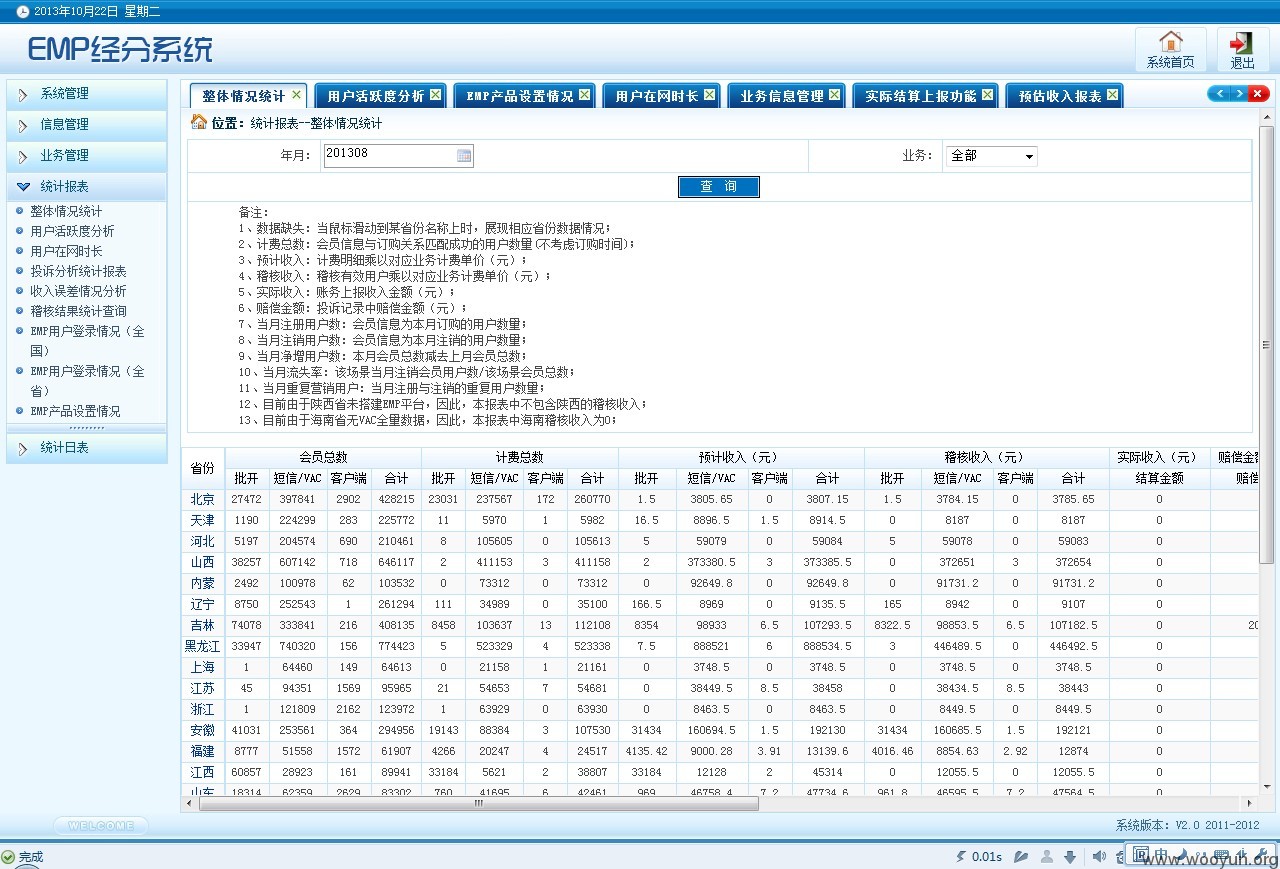 2013年10月22日 星期二
EMP经分系统
系统首页 退出
系统管理
信息管理
业务管理
统计报表
整体情况统计
用户活跃度分析
用户在网时长
投诉分析统计报表
收入误差情况分析
稽核结果统计查询
EMP用户登录情况（全
国）
EMP用户登录情况（全
省）
EMP产品设置情况
统计日表
整体情况统计 用户活跃度分析 EMP产品设置情况 用户在网时长 业务信息管理 实际结算上报功能 预估收入报表
位置：统计报表--整体情况统计
年月： 201308 业务： 全部
查 询
备注：
1、数据缺失：当鼠标滑动到某省份名称上时，展现相应省份数据情况；
2、计费总数：会员信息与订购关系匹配成功的用户数量(不考虑订购时间)；
3、预计收入：计费明细乘以对应业务计费单价（元）；
4、稽核收入：稽核有效用户乘以对应业务计费单价（元）；
5、实际收入：账务上报收入金额（元）；
6、赔偿金额：投诉记录中赔偿金额（元）；
7、当月注册用户数：会员信息为本月订购的用户数量；
8、当月注销用户数：会员信息为本月注销的用户数量；
9、当月净增用户数：本月会员总数减去上月会员总数；
10、当月流失率：该场景当月注销会员用户数/该场景会员总数；
11、当月重复营销用户：当月注册与注销的重复用户数量；
12、目前由于陕西省未搭建EMP平台，因此，本报表中不包含陕西的稽核收入；
13、目前由于海南省无VAC全量数据，因此，本报表中海南稽核收入为0；
省份 会员总数 计费总数 预计收入（元） 稽核收入（元） 实际收入（元） 赔偿金
批开 短信/VAC 客户端 合计 批开 短信/VAC 客户端 合计 批开 短信/VAC 客户端 合计 批开 短信/VAC 客户端 合计 结算金额 赔
北京 27472 397841 2902 428215 23031 237567 172 260770 1.5 3805.65 0 3807.15 1.5 3784.15 0 3785.65 0
天津 1190 224299 283 225772 11 5970 1 5982 16.5 8896.5 1.5 8914.5 0 8187 0 8187 0
河北 5197 204574 690 210461 8 105605 0 105613 5 59079 0 59084 5 59078 0 59083 0
山西 38257 607142 718 646117 2 411153 3 411158 2 373380.5 3 373385.5 0 372651 3 372654 0
内蒙 2492 100978 62 103532 0 73312 0 73312 0 92649.8 0 92649.8 0 91731.2 0 91731.2 0
辽宁 8750 252543 1 261294 111 34989 0 35100 166.5 8969 0 9135.5 165 8942 0 9107 0
吉林 74078 333841 216 408135 8458 103637 13 112108 8354 98933 6.5 107293.5 8322.5 98853.5 6.5 107182.5 0
黑龙江 33947 740320 156 774423 5 523329 4 523338 7.5 888521 6 888534.5 3 446489.5 0 446492.5 0
上海 1 64460 149 64613 0 21158 1 21161 0 3748.5 0 3748.5 0 3748.5 0 3748.5 0
江苏 45 94351 1569 95965 21 54653 7 54681 0 38449.5 8.5 38458 0 38434.5 8.5 38443 0
浙江 1 121809 2162 123972 1 63929 0 63930 0 8463.5 0 8463.5 0 8449.5 0 8449.5 0
安徽 41031 253561 364 294956 19143 88384 3 107530 31434 160694.5 1.5 192130 31434 160685.5 1.5 192121 0
福建 8777 51558 1572 61907 4266 20247 4 24517 4135.42 9000.28 3.91 13139.6 4016.46 8854.63 2.92 12874 0
江西 60857 28923 161 89941 33184 5621 2 38807 33184 12128 2 45314 0 12055.5 0 12055.5 0
山东 18314 62359 2629 83302 760 41695 6 42461 969 46758.4 7.2 47734.6 961.8 46595.5 7.2 47564.5 0
WELCOME
系统版本：V2.0 2011-2012
完成
0.01s
中
www.wooyun.org